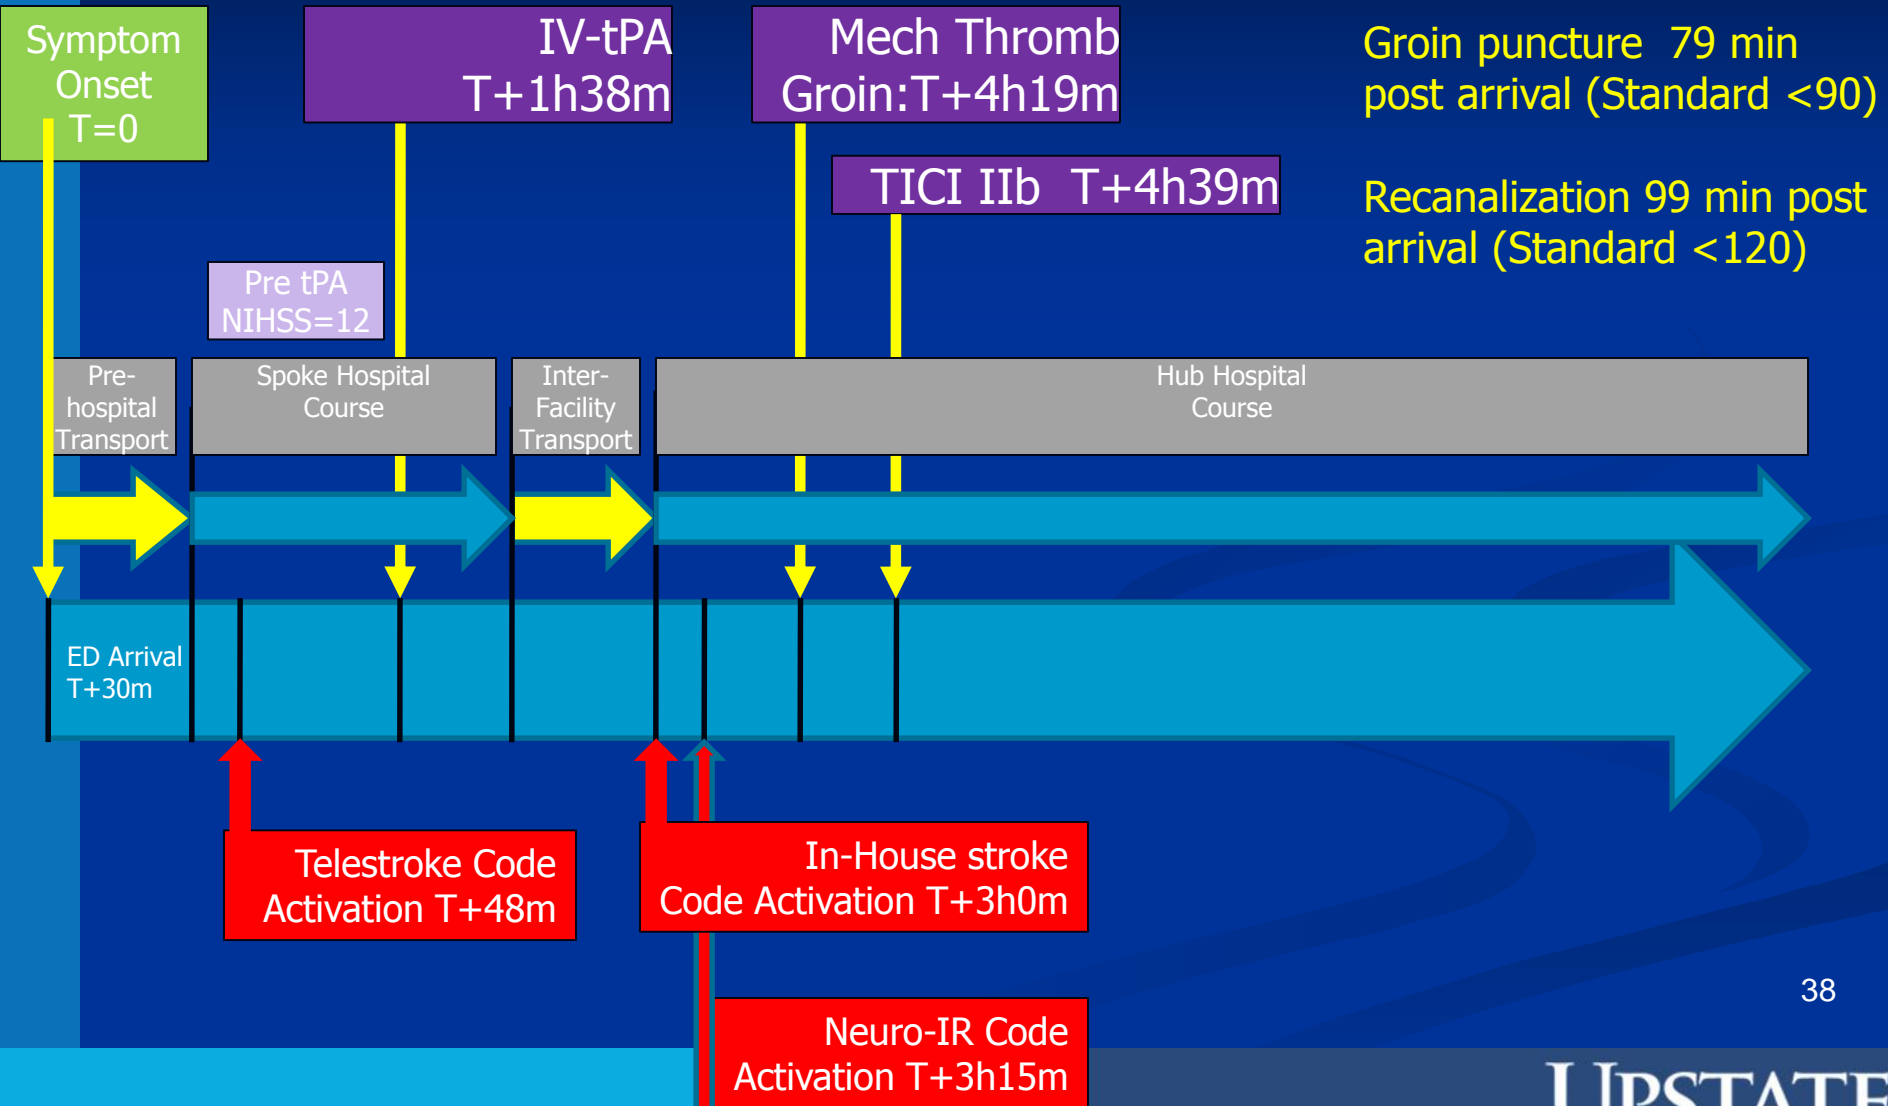 Symptom
Onset
T=0
IV-tPA
T+1h38m
Mech Thromb
Groin:T+4h19m
TICI IIb T+4h39m
Groin puncture 79 min
post arrival (Standard <90)
Recanalization 99 min post
arrival (Standard <120)
Pre tPA
NIHSS=12
Pre-
hospital
Transport
Spoke Hospital
Course
Inter-
Facility
Transport
Hub Hospital
Course
ED Arrival
T+30m
Telestroke Code
Activation T+48m
In-House stroke
Code Activation T+3h0m
Neuro-IR Code
Activation T+3h15m
38
UPSTATE